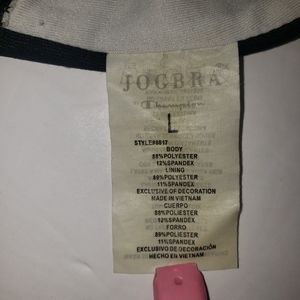 JOGBRA
Champion
L
STYLE#6817
BODY
88%POLYESTER
12%SPANDEX
LINING
89%POLYESTER
11%SPANDEX
EXCLUSIVE OF DECORATION
MADE IN VIETNAM
CUERPO
88%POLIESTER
12%SPANDEX
FORRO
89%POLIESTER
11%SPANDEX
EXCLUSIVO DE DECORACIÓN
HECHO EN VIETNAM